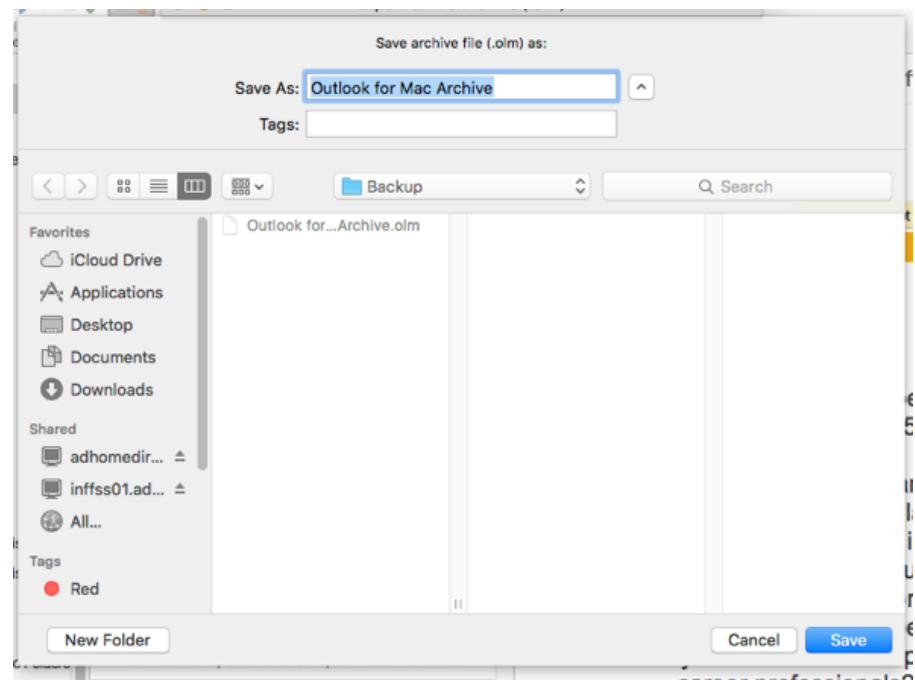 Save archive file (.olm) as:
Save As: Outlook for Mac Archive
Tags:
Backup
Search
Favorites
iCloud Drive
Applications
Desktop
Documents
Downloads
Shared
adhomedir...
inffss01.ad...
All...
Tags
Red
Outlook for...Archive.olm
New Folder
Cancel
Save